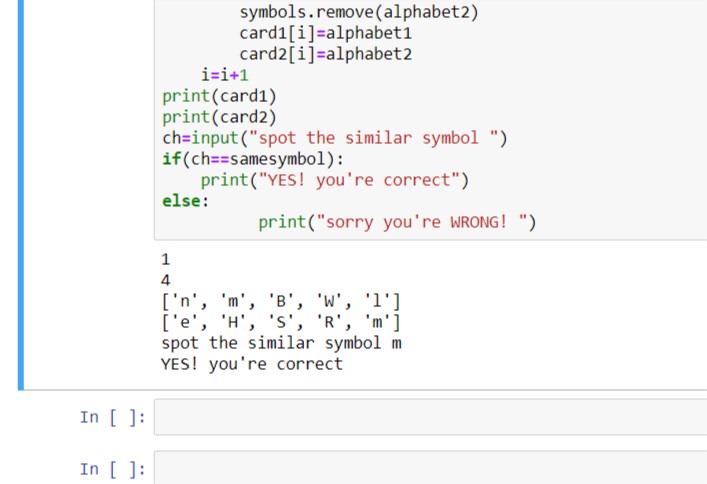 symbols.remove(alphabet2)
card1[i]=alphabet1
card2[i]=alphabet2
i=i+1
print(card1)
print(card2)
ch=input("spot the similar symbol ")
if(ch==samesymbol):
print("YES! you're correct")
else:
print("sorry you're WRONG! ")
1
4
['n', 'm', 'B', 'W', 'l']
['e', 'H', 'S', 'R', 'm']
spot the similar symbol m
YES! you're correct
In [ ]:
In [ ]: